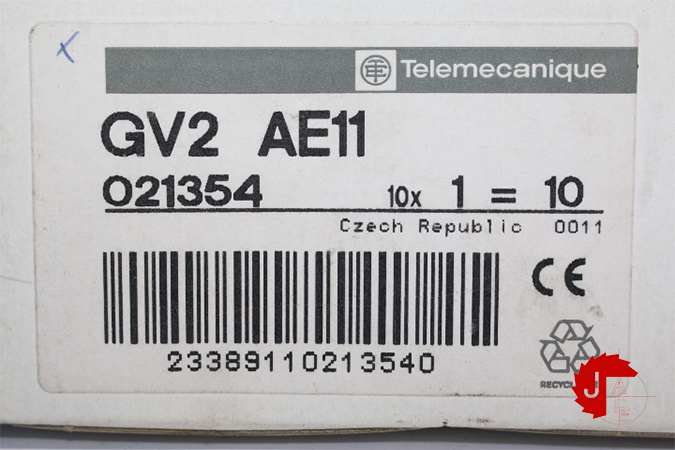 Telemecanique
GV2 AE11
021354 10x 1 = 10
Czech Republic 0011
CE
23389110213540
J